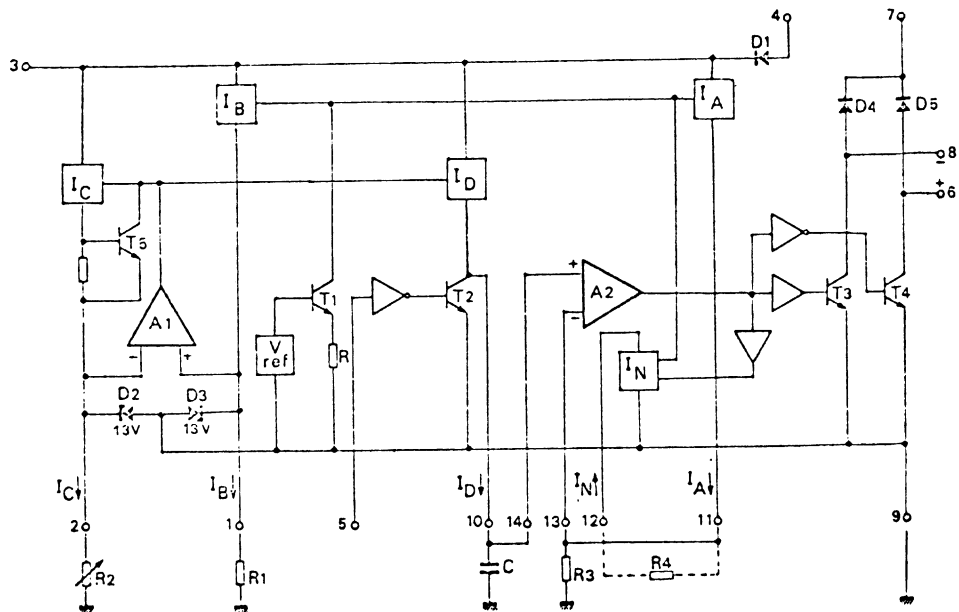 4 7
D1
3
I_B I_A D4 D5
8
-
+
6
I_C I_D
T5
+
T1 T2 A2 T3 T4
A1 -
V ref R I_N
- +
D2 D3
13V 13V
I_C I_B I_D I_N I_A
2 1 5 10 14 13 12 11 9
R2 R1 C R3 R4